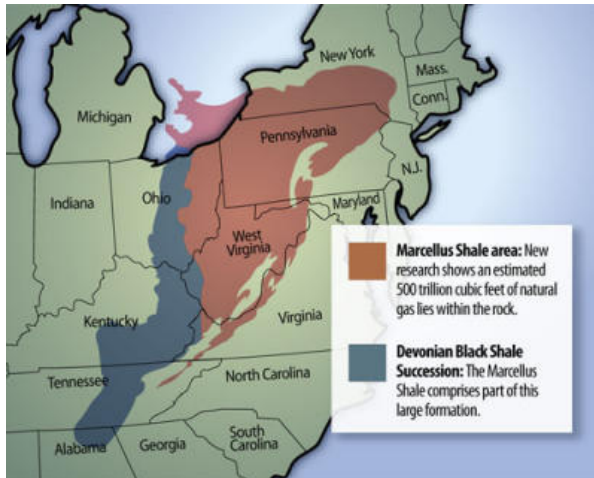 New York
Mass.
Michigan
Conn.
Pennsylvania
N.J.
Indiana
Ohio
Maryland
West
Virginia
Marcellus Shale area: New
research shows an estimated
500 trillion cubic feet of natural
gas lies within the rock.
Kentucky
Virginia
Devonian Black Shale
Succession: The Marcellus
Shale comprises part of this
large formation.
Tennessee
North Carolina
Alabama
Georgia
South
Carolina